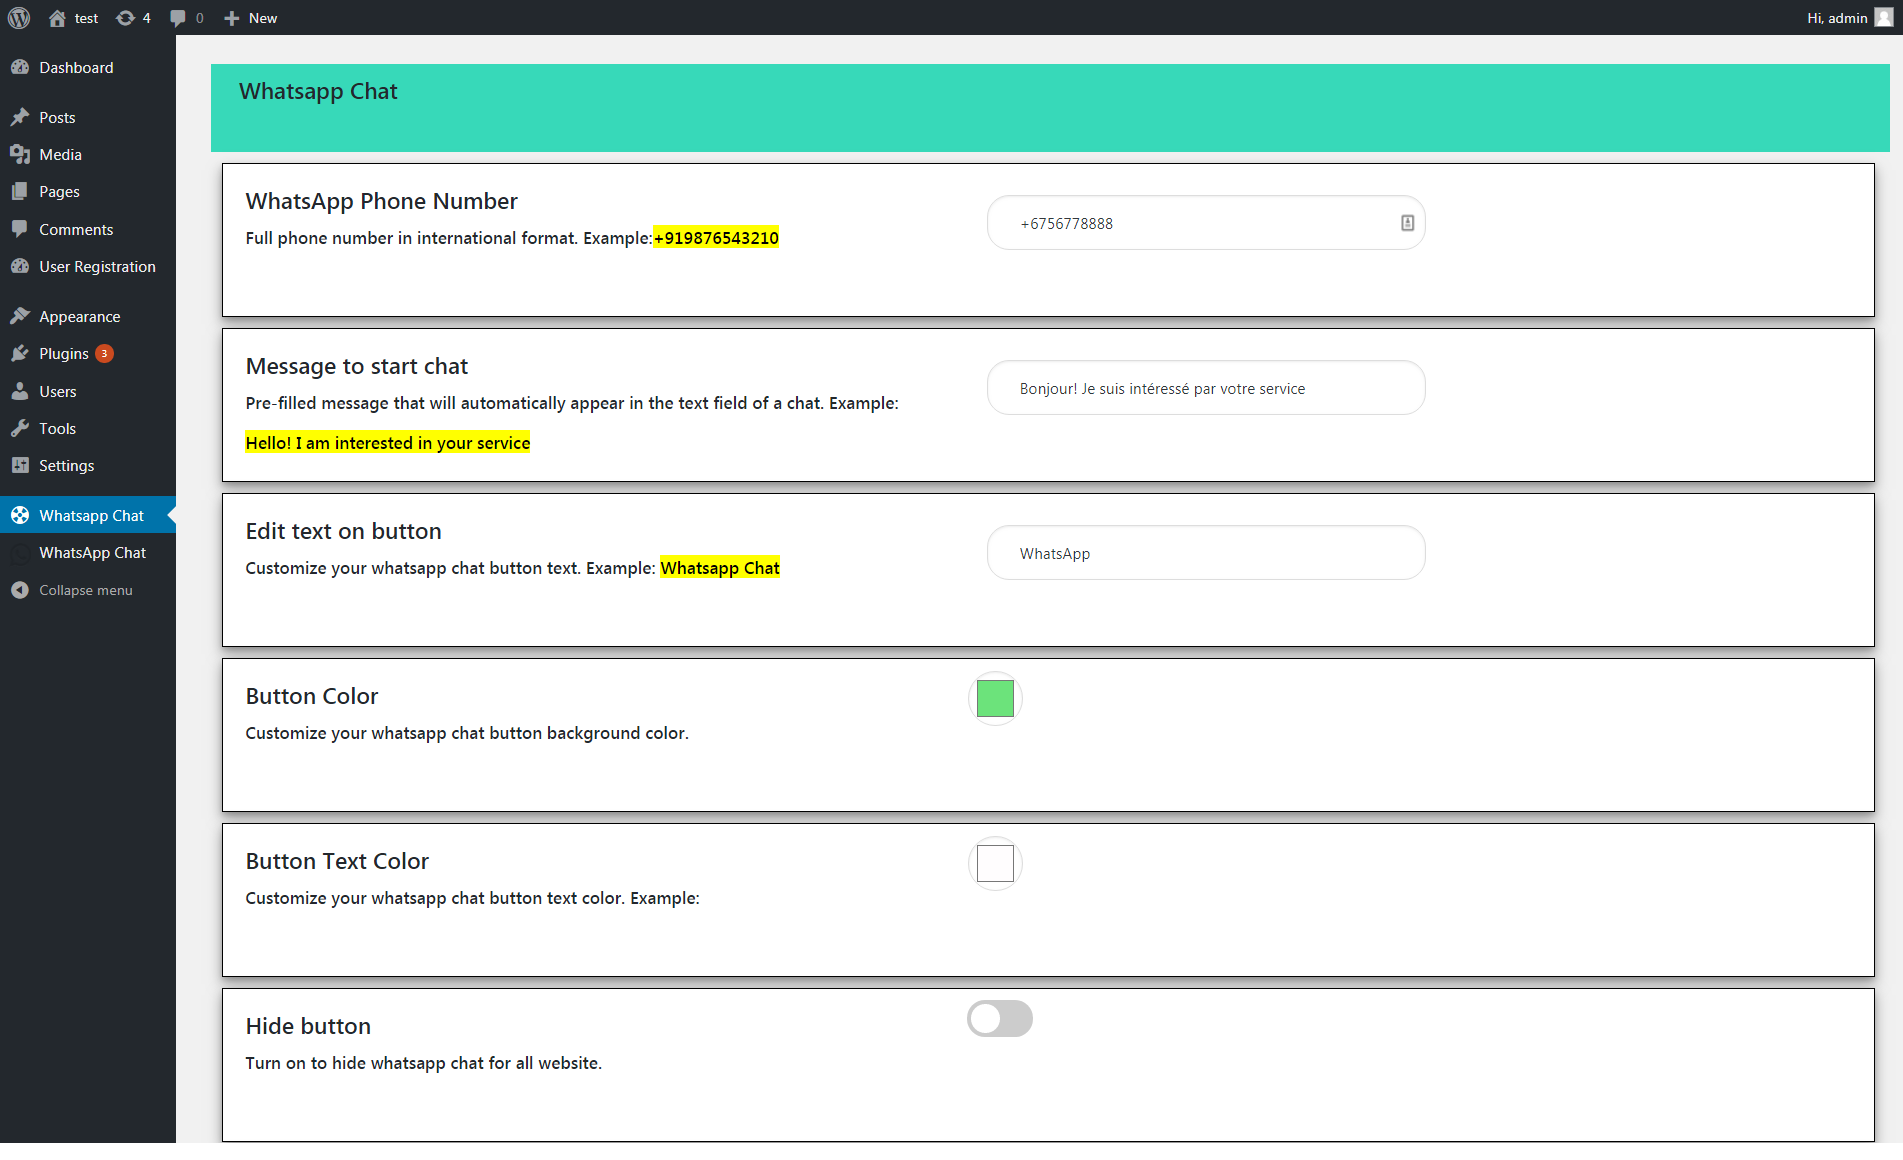 test 4 0 New Hi, admin
Dashboard
Posts
Media
Pages
Comments
User Registration
Appearance
Plugins 3
Users
Tools
Settings
Whatsapp Chat
WhatsApp Chat
Collapse menu
Whatsapp Chat
WhatsApp Phone Number
Full phone number in international format. Example:+919876543210
+6756778888
Message to start chat
Pre-filled message that will automatically appear in the text field of a chat. Example:
Hello! I am interested in your service
Bonjour! Je suis intéressé par votre service
Edit text on button
Customize your whatsapp chat button text. Example: Whatsapp Chat
WhatsApp
Button Color
Customize your whatsapp chat button background color.
Button Text Color
Customize your whatsapp chat button text color. Example:
Hide button
Turn on to hide whatsapp chat for all website.